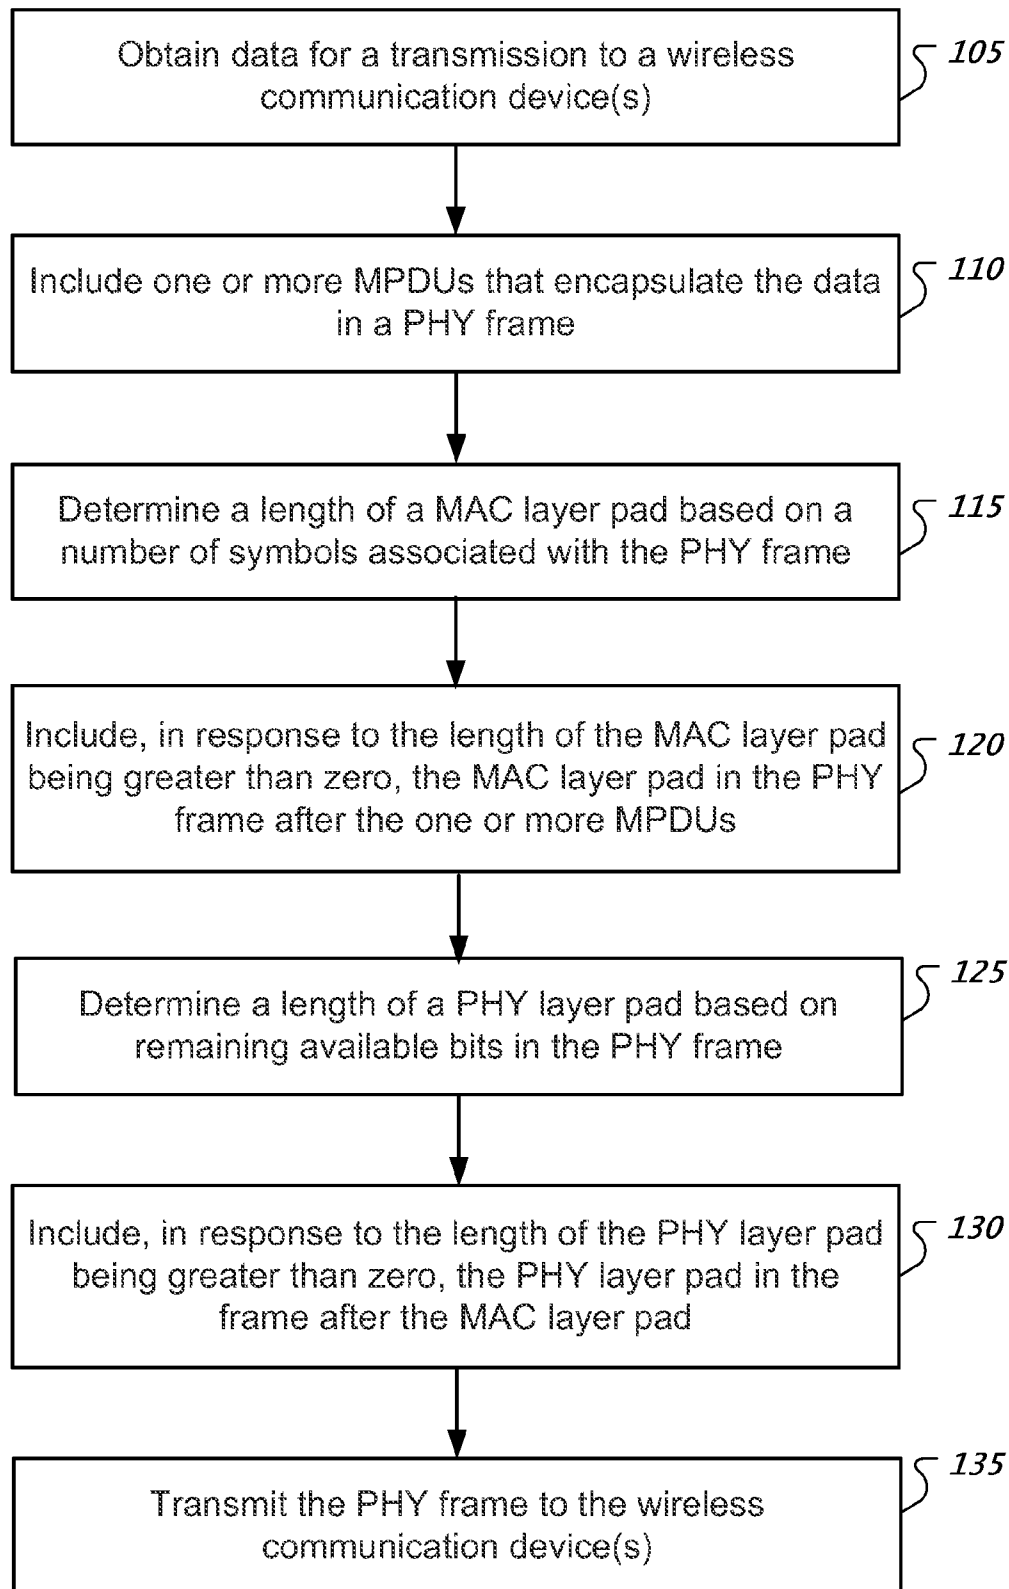 Obtain data for a transmission to a wireless
communication device(s)
105
Include one or more MPDUs that encapsulate the data
in a PHY frame
110
Determine a length of a MAC layer pad based on a
number of symbols associated with the PHY frame
115
Include, in response to the length of the MAC layer pad
being greater than zero, the MAC layer pad in the PHY
frame after the one or more MPDUs
120
Determine a length of a PHY layer pad based on
remaining available bits in the PHY frame
125
Include, in response to the length of the PHY layer pad
being greater than zero, the PHY layer pad in the
frame after the MAC layer pad
130
Transmit the PHY frame to the wireless
communication device(s)
135